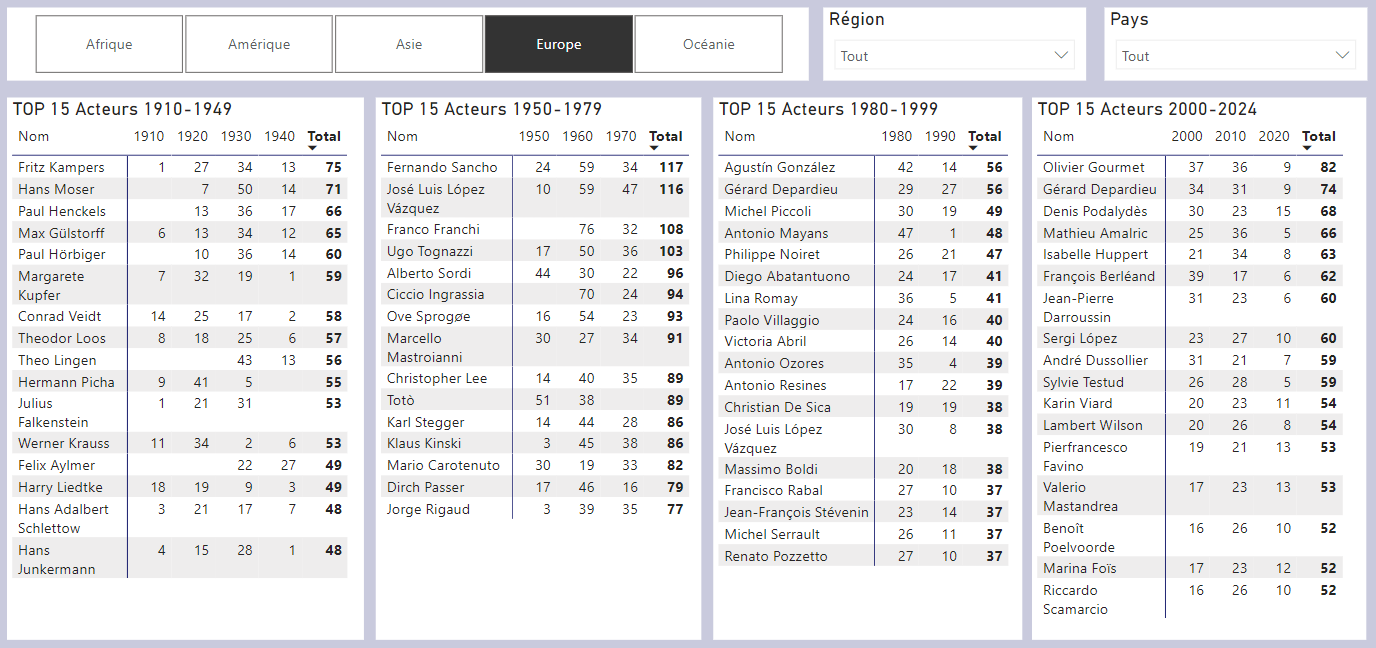 Afrique Amérique Asie Europe Océanie
Région
Tout
Pays
Tout
TOP 15 Acteurs 1910-1949
Nom 1910 1920 1930 1940 Total
Fritz Kampers 1 27 34 13 75
Hans Moser 7 50 14 71
Paul Henckels 13 36 17 66
Max Gülstorff 6 13 34 12 65
Paul Hörbiger 10 36 14 60
Margarete 7 32 19 1 59
Kupfer
Conrad Veidt 14 25 17 2 58
Theodor Loos 8 18 25 6 57
Theo Lingen 43 13 56
Hermann Picha 9 41 5 55
Julius 1 21 31 53
Falkenstein
Werner Krauss 11 34 2 6 53
Felix Aylmer 22 27 49
Harry Liedtke 18 19 9 3 49
Hans Adalbert 3 21 17 7 48
Schlettow
Hans 4 15 28 1 48
Junkermann
TOP 15 Acteurs 1950-1979
Nom 1950 1960 1970 Total
Fernando Sancho 24 59 34 117
José Luis López 10 59 47 116
Vázquez
Franco Franchi 76 32 108
Ugo Tognazzi 17 50 36 103
Alberto Sordi 44 30 22 96
Ciccio Ingrassia 70 24 94
Ove Sprogøe 16 54 23 93
Marcello 30 27 34 91
Mastroianni
Christopher Lee 14 40 35 89
Totò 51 38 89
Karl Stegger 14 44 28 86
Klaus Kinski 3 45 38 86
Mario Carotenuto 30 19 33 82
Dirch Passer 17 46 16 79
Jorge Rigaud 3 39 35 77
TOP 15 Acteurs 1980-1999
Nom 1980 1990 Total
Agustín González 42 14 56
Gérard Depardieu 29 27 56
Michel Piccoli 30 19 49
Antonio Mayans 47 1 48
Philippe Noiret 26 21 47
Diego Abatantuono 24 17 41
Lina Romay 36 5 41
Paolo Villaggio 24 16 40
Victoria Abril 26 14 40
Antonio Ozores 35 4 39
Antonio Resines 17 22 39
Christian De Sica 19 19 38
José Luis López 30 8 38
Vázquez
Massimo Boldi 20 18 38
Francisco Rabal 27 10 37
Jean-François Stévenin 23 14 37
Michel Serrault 26 11 37
Renato Pozzetto 27 10 37
TOP 15 Acteurs 2000-2024
Nom 2000 2010 2020 Total
Olivier Gourmet 37 36 9 82
Gérard Depardieu 34 31 9 74
Denis Podalydès 30 23 15 68
Mathieu Amalric 25 36 5 66
Isabelle Huppert 21 34 8 63
François Berléand 39 17 6 62
Jean-Pierre 31 23 6 60
Darroussin
Sergi López 23 27 10 60
André Dussollier 31 21 7 59
Sylvie Testud 26 28 5 59
Karin Viard 20 23 11 54
Lambert Wilson 20 26 8 54
Pierfrancesco 19 21 13 53
Favino
Valerio 17 23 13 53
Mastandrea
Benoît 16 26 10 52
Poelvoorde
Marina Foïs 17 23 12 52
Riccardo 16 26 10 52
Scamarcio